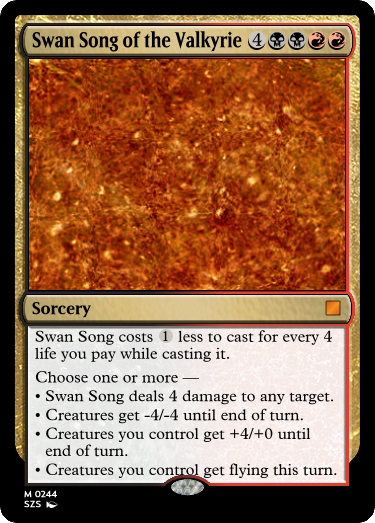 Swan Song of the Valkyrie 4
Sorcery
Swan Song costs 1 less to cast for every 4
life you pay while casting it.
Choose one or more —
• Swan Song deals 4 damage to any target.
• Creatures get -4/-4 until end of turn.
• Creatures you control get +4/+0 until
end of turn.
• Creatures you control get flying this turn.
M 0244
SZS